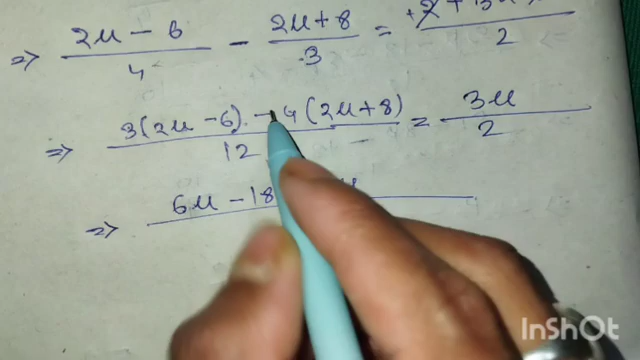 ⇒ (2u - 6)/4 - (2u + 8)/3 = /2
⇒ (3(2u - 6) - 4(2u + 8))/12 = 3u/2
⇒ 6u - 18
InShOt